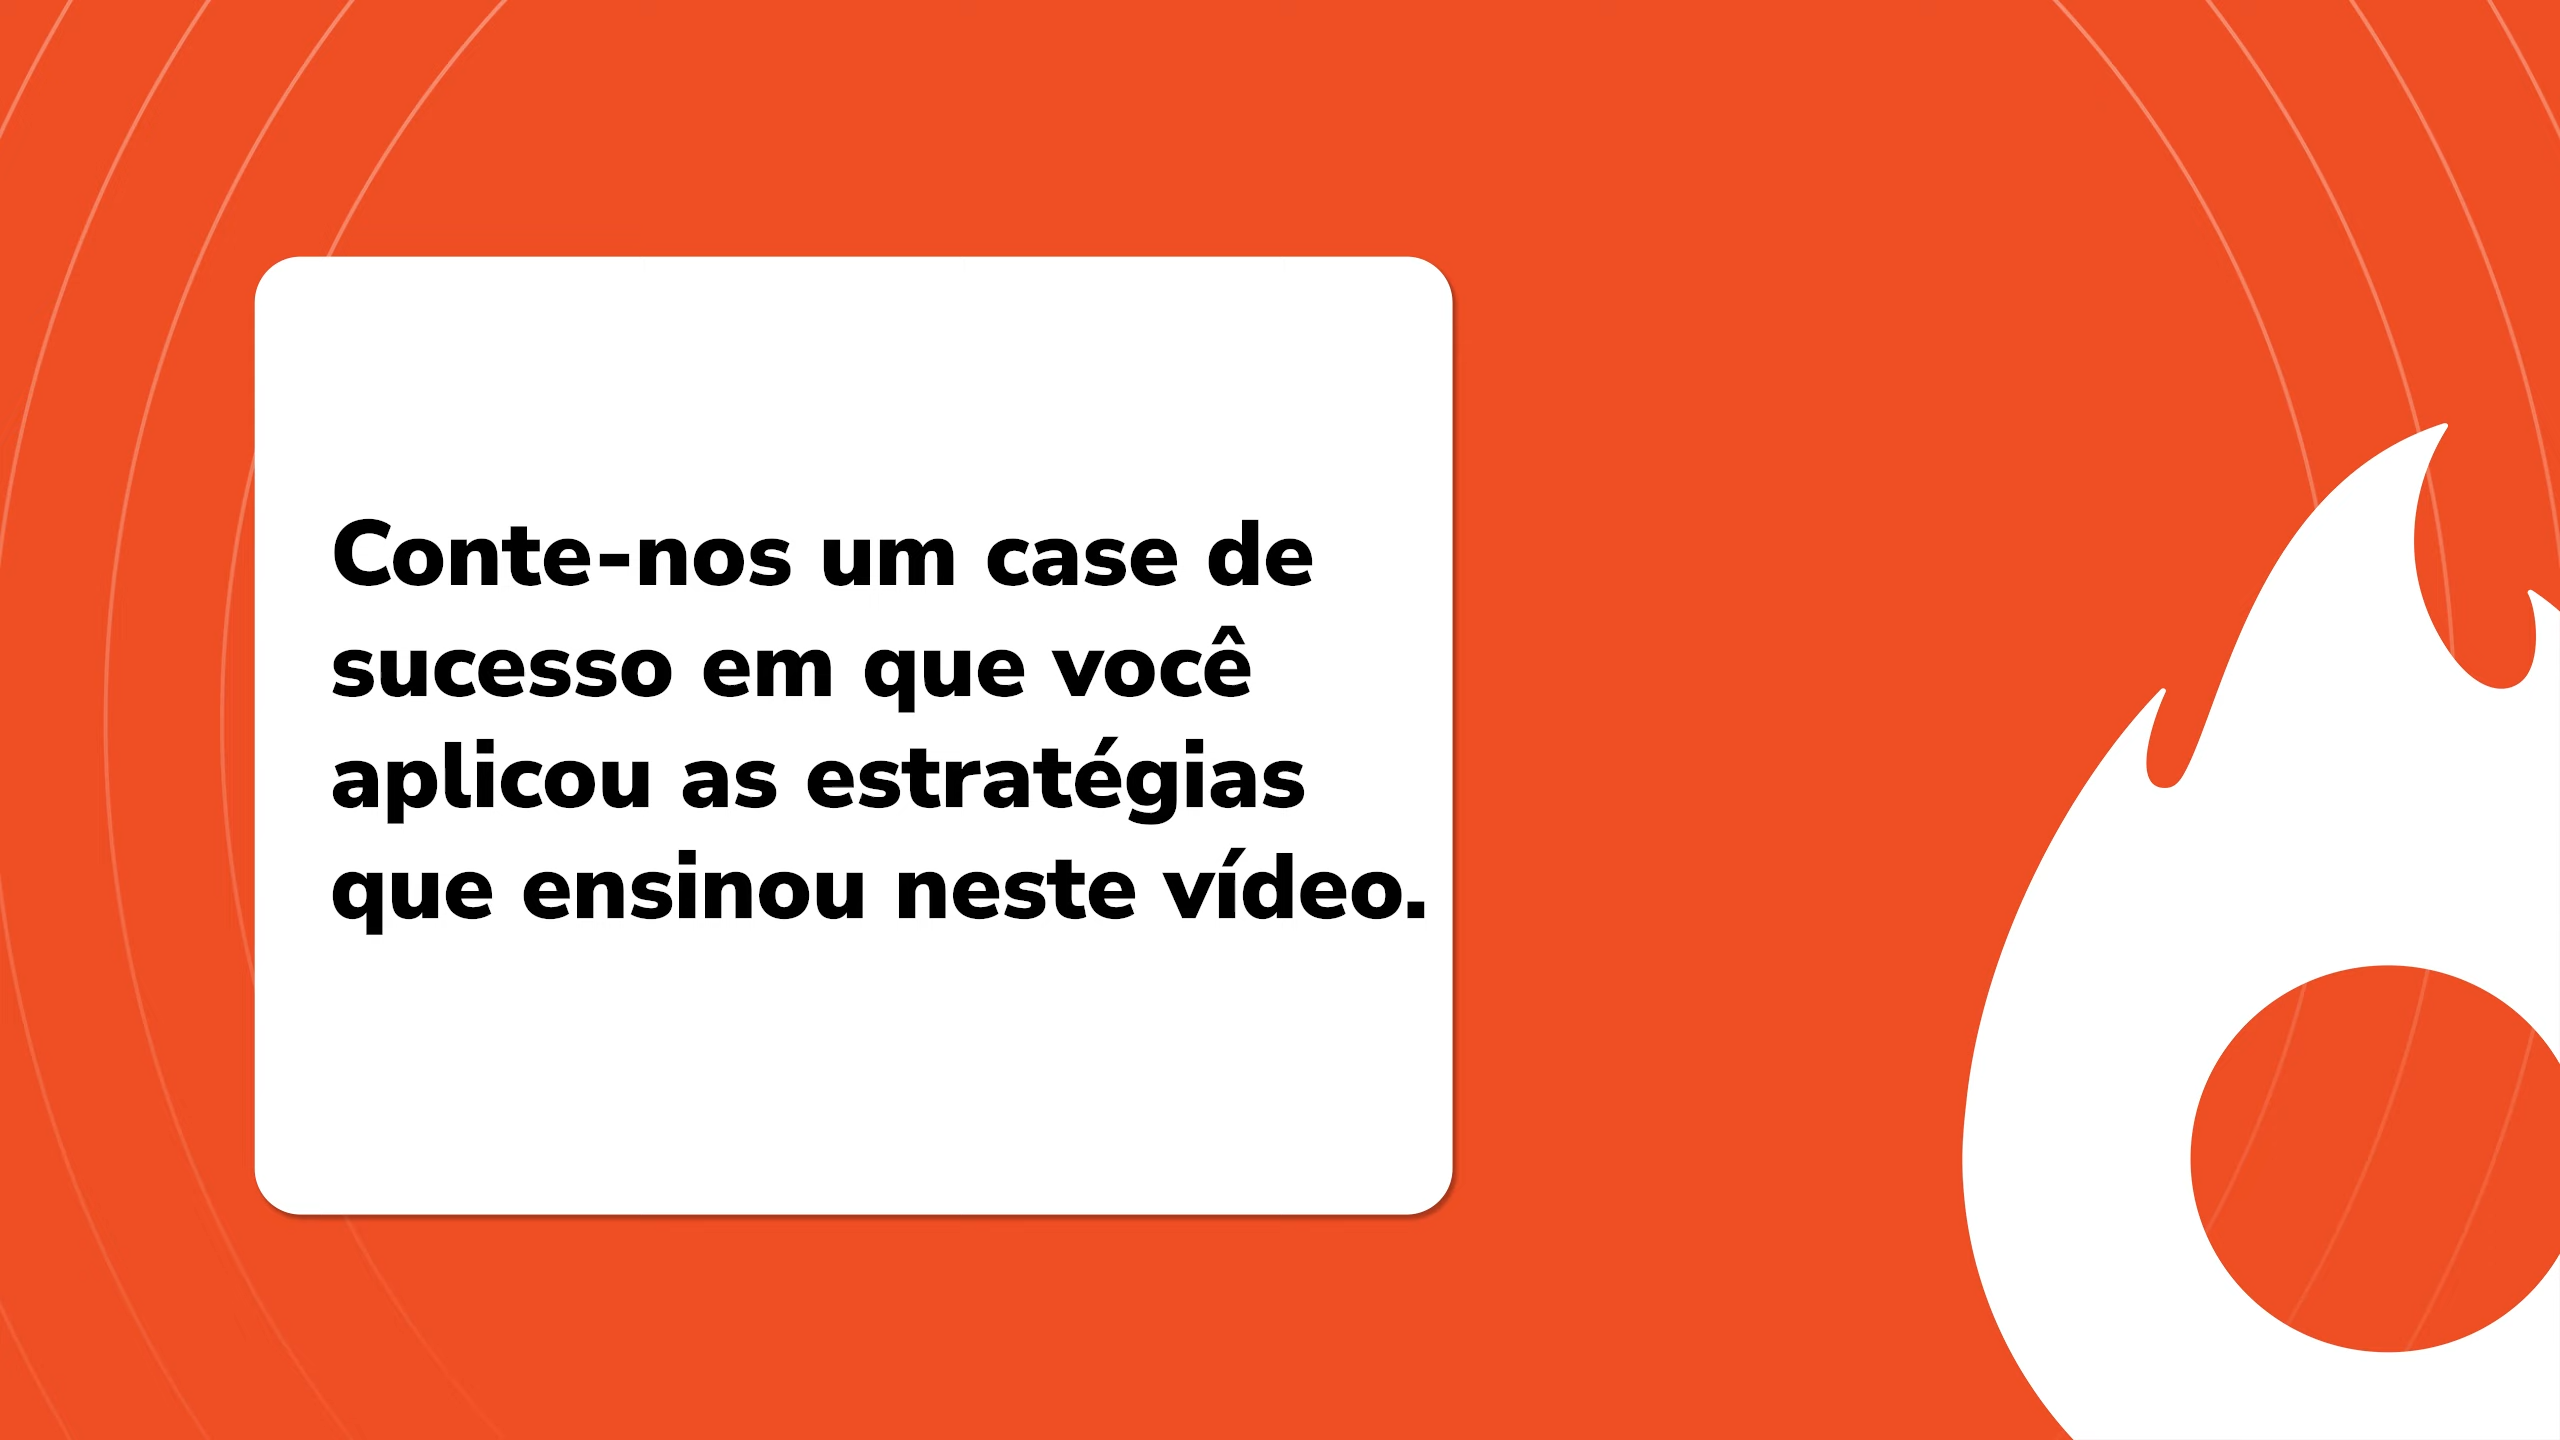 Conte-nos um case de
sucesso em que você
aplicou as estratégias
que ensinou neste vídeo.